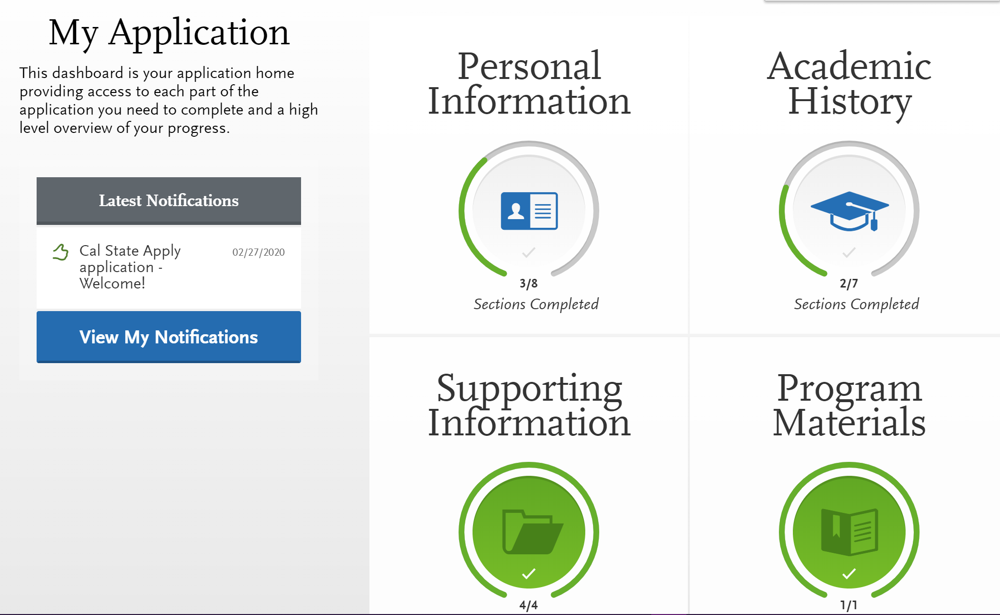 My Application
This dashboard is your application home
providing access to each part of the
application you need to complete and a high
level overview of your progress.
Latest Notifications
Cal State Apply
application -
Welcome!
02/27/2020
View My Notifications
Personal
Information
3/8
Sections Completed
Academic
History
2/7
Sections Completed
Supporting
Information
4/4
Program
Materials
1/1